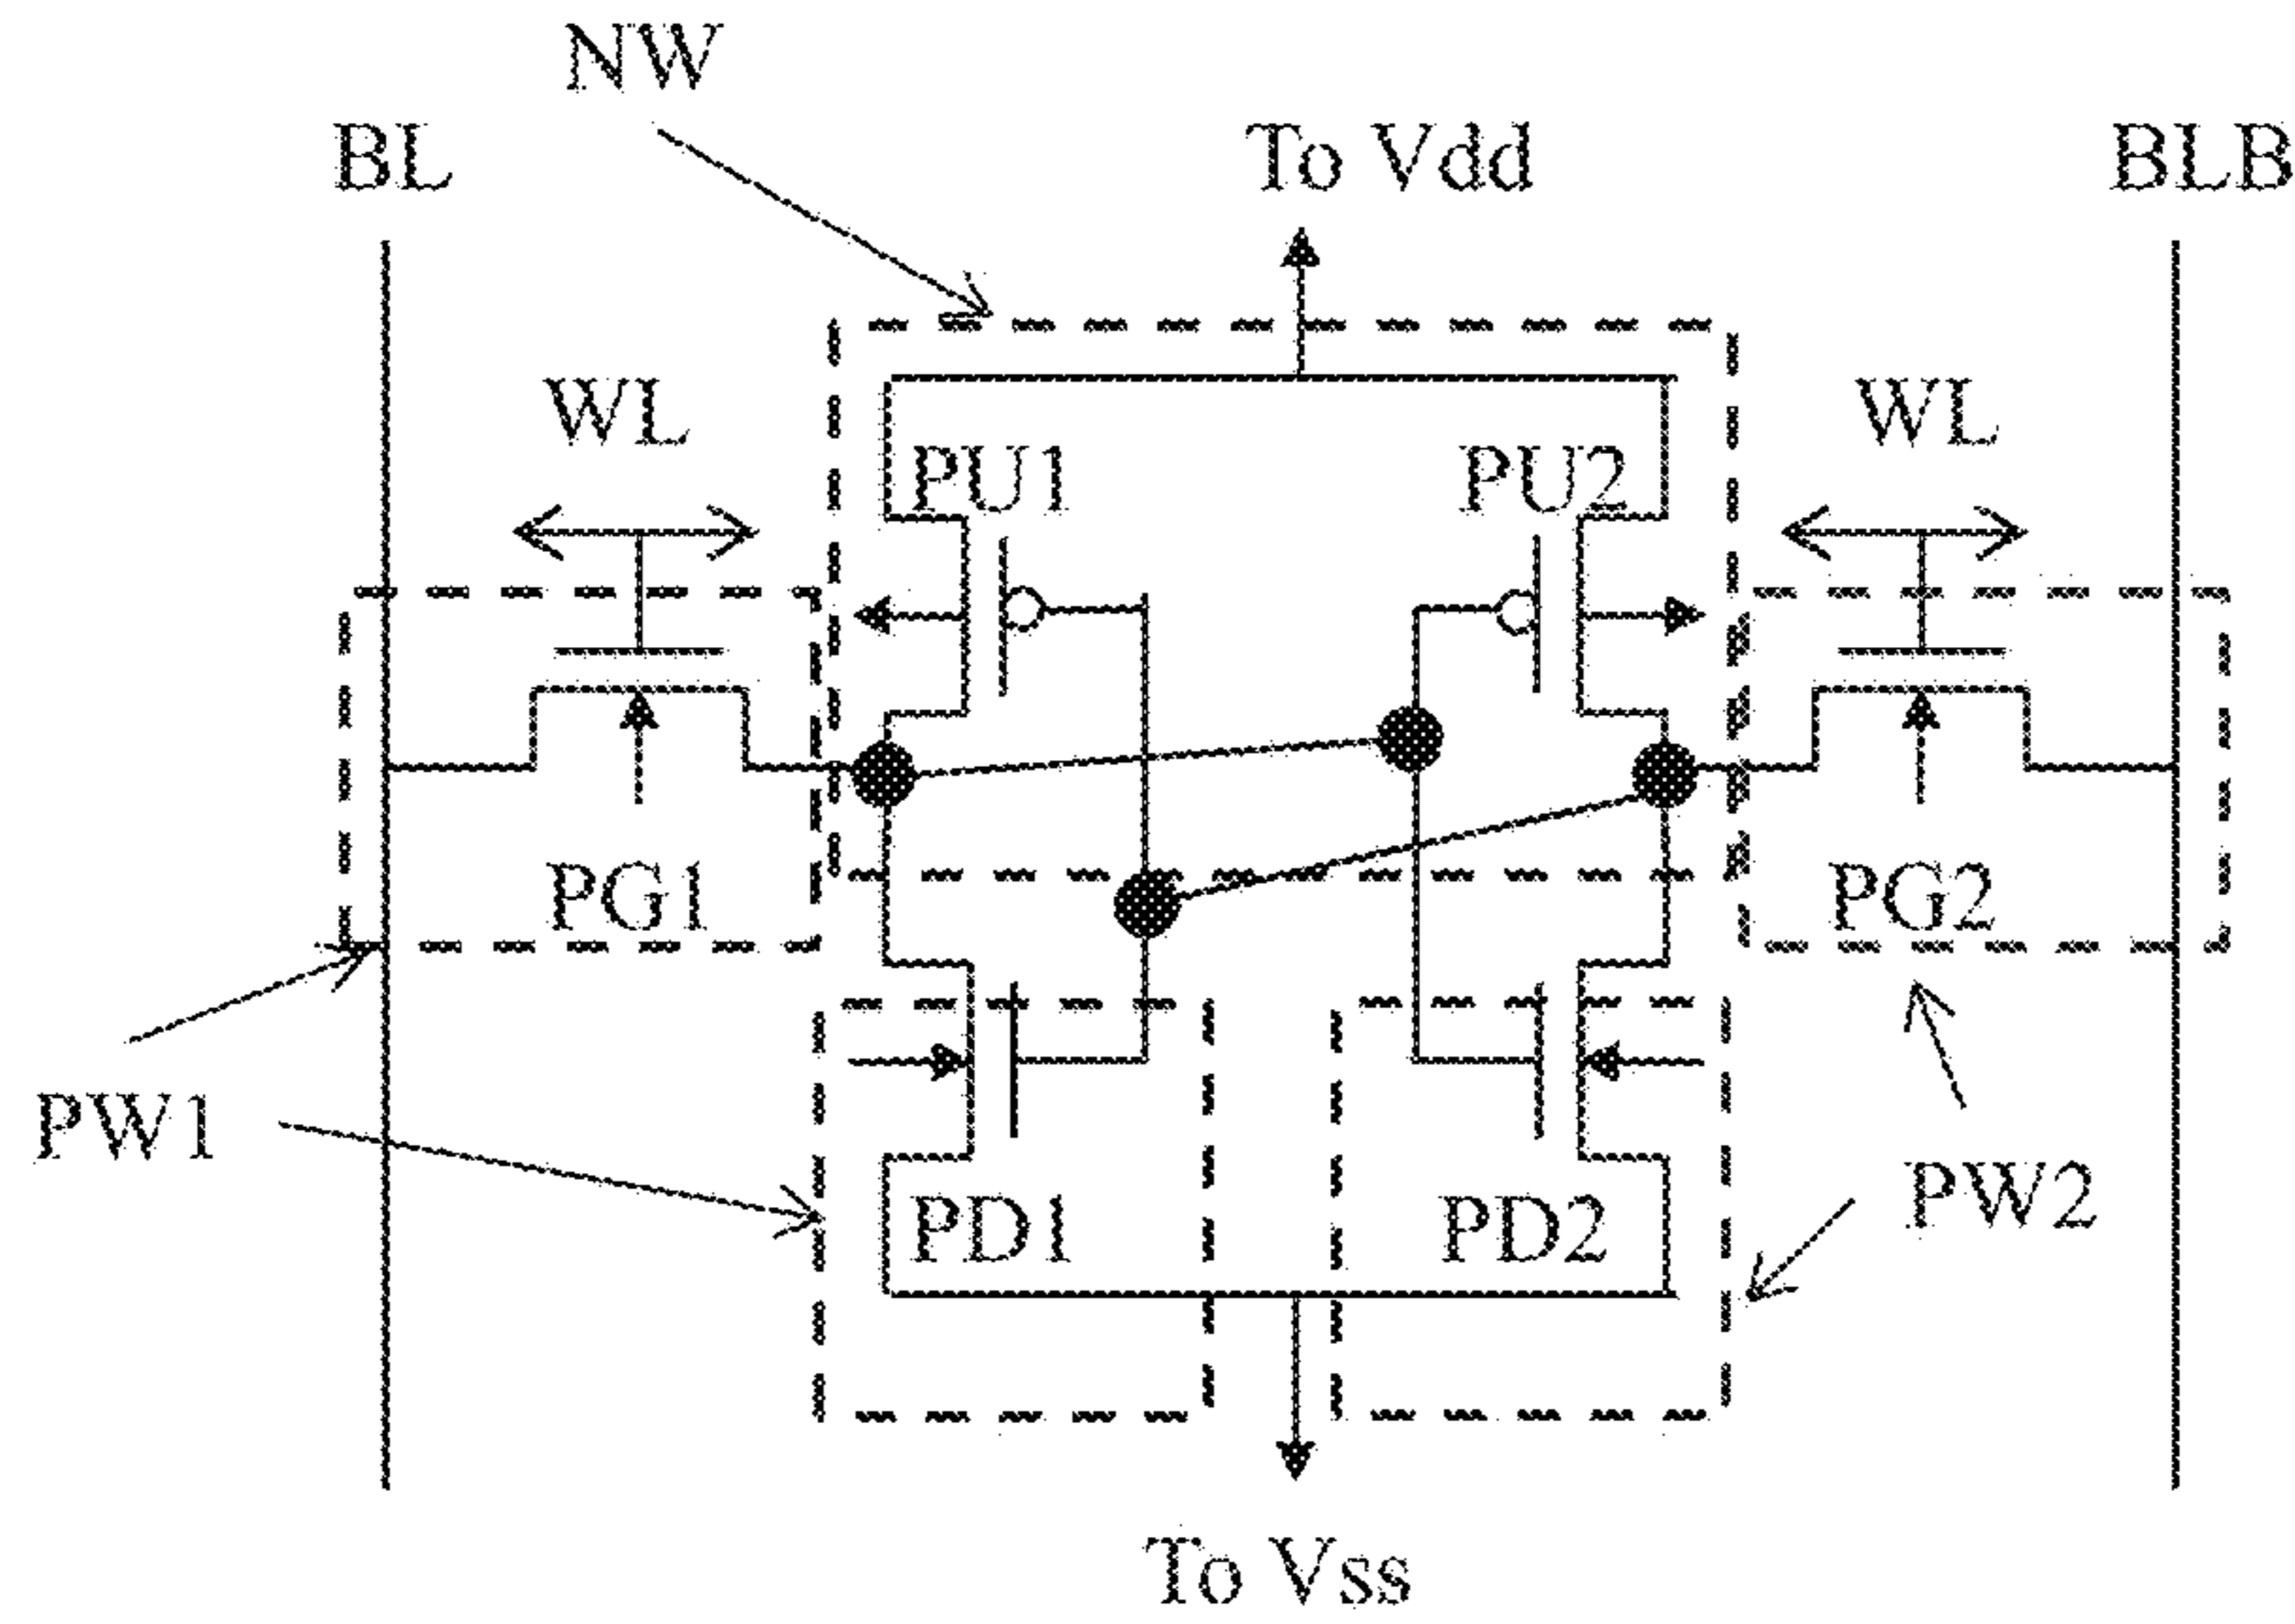 NW
BL
To Vdd
BLB
WL
WL
PU1
PU2
PG1
PG2
PW1
PW2
PD1
PD2
To Vss